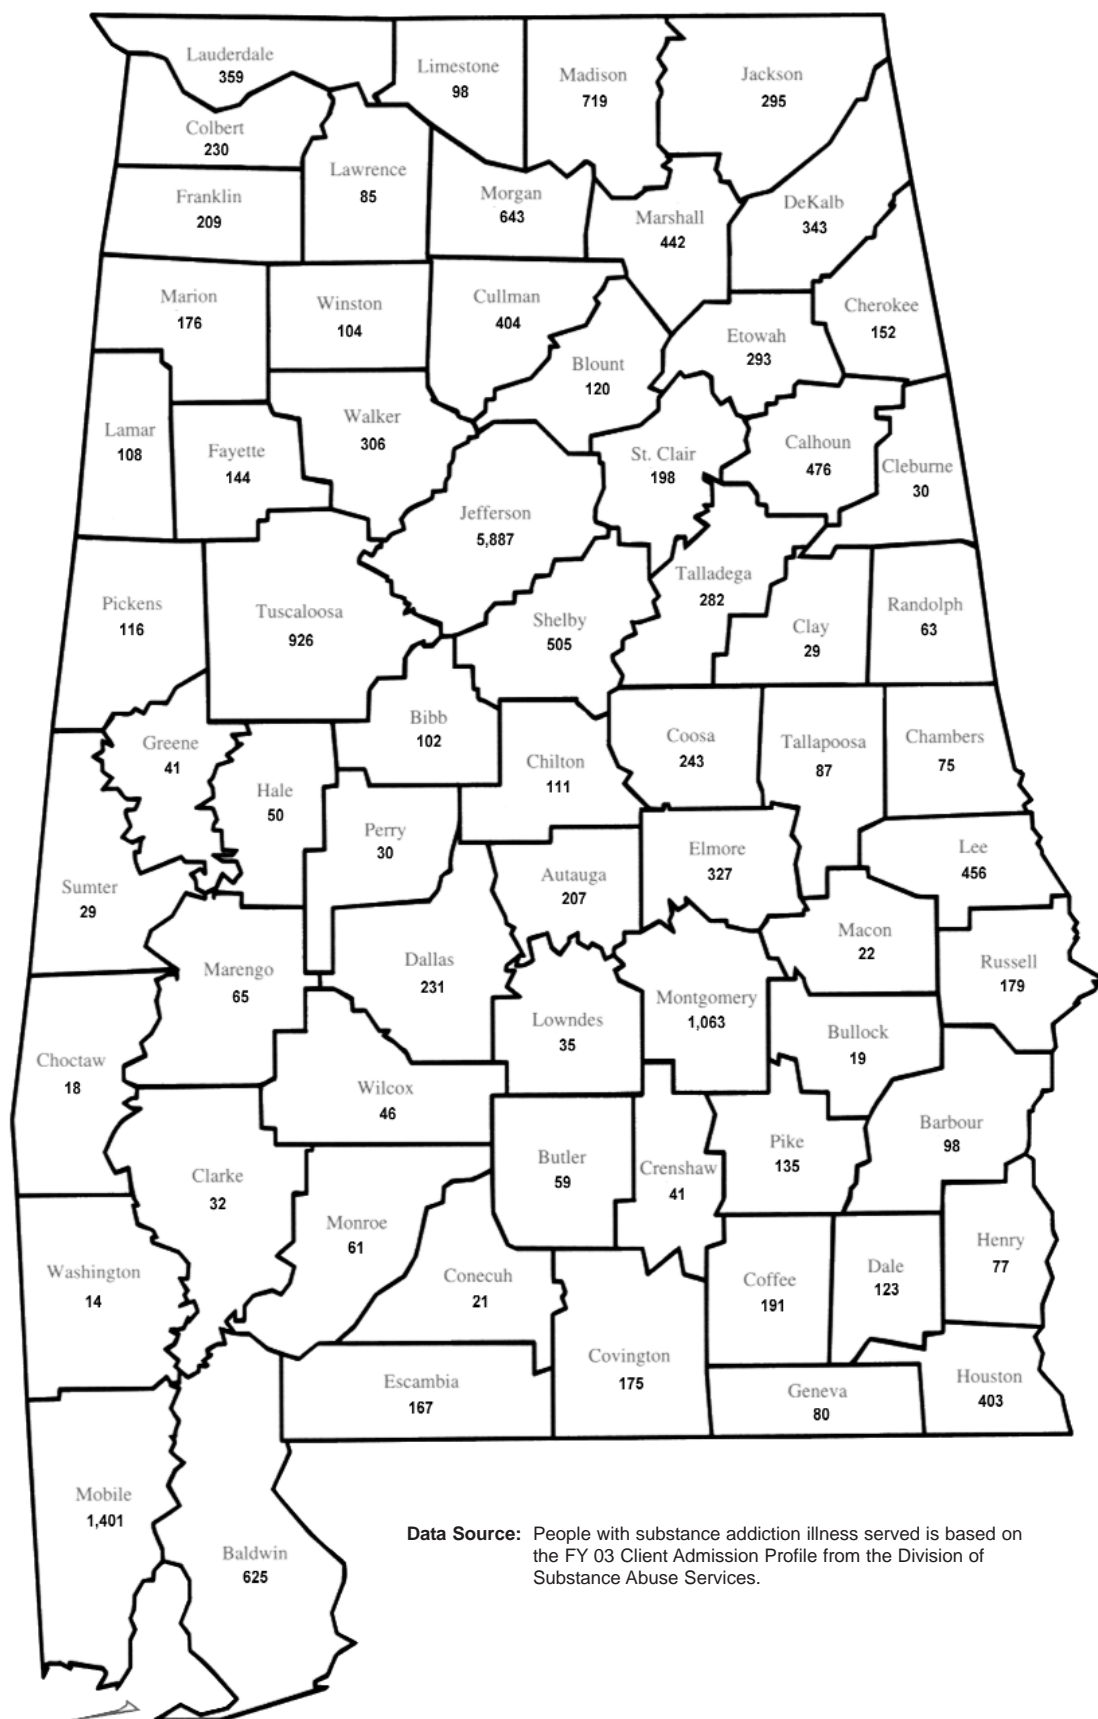 Lauderdale
359
Limestone
98
Madison
719
Jackson
295
Colbert
230
Lawrence
85
Franklin
209
Morgan
643
Marshall
442
DeKalb
343
Marion
176
Winston
104
Cullman
404
Cherokee
152
Etowah
293
Blount
120
Lamar
108
Fayette
144
Walker
306
St. Clair
198
Calhoun
476
Cleburne
30
Jefferson
5,887
Pickens
116
Tuscaloosa
926
Shelby
505
Talladega
282
Clay
29
Randolph
63
Greene
41
Hale
50
Bibb
102
Chilton
111
Coosa
243
Tallapoosa
87
Chambers
75
Perry
30
Sumter
29
Autauga
207
Elmore
327
Lee
456
Marengo
65
Dallas
231
Macon
22
Russell
179
Lowndes
35
Montgomery
1,063
Bullock
19
Choctaw
18
Wilcox
46
Clarke
32
Butler
59
Crenshaw
41
Pike
135
Barbour
98
Monroe
61
Washington
14
Conecuh
21
Coffee
191
Dale
123
Henry
77
Escambia
167
Covington
175
Geneva
80
Houston
403
Mobile
1,401
Baldwin
625
Data Source: People with substance addiction illness served is based on
the FY 03 Client Admission Profile from the Division of
Substance Abuse Services.